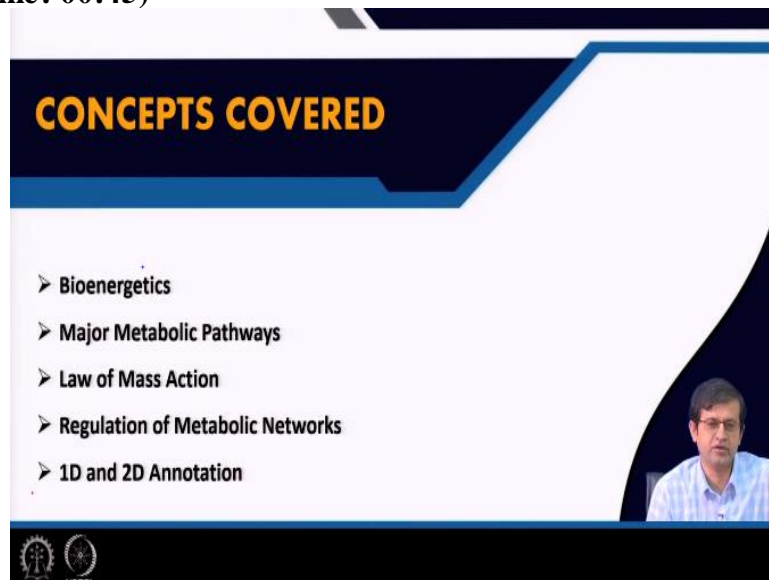 CONCEPTS COVERED
➤ Bioenergetics
➤ Major Metabolic Pathways
➤ Law of Mass Action
➤ Regulation of Metabolic Networks
➤ 1D and 2D Annotation